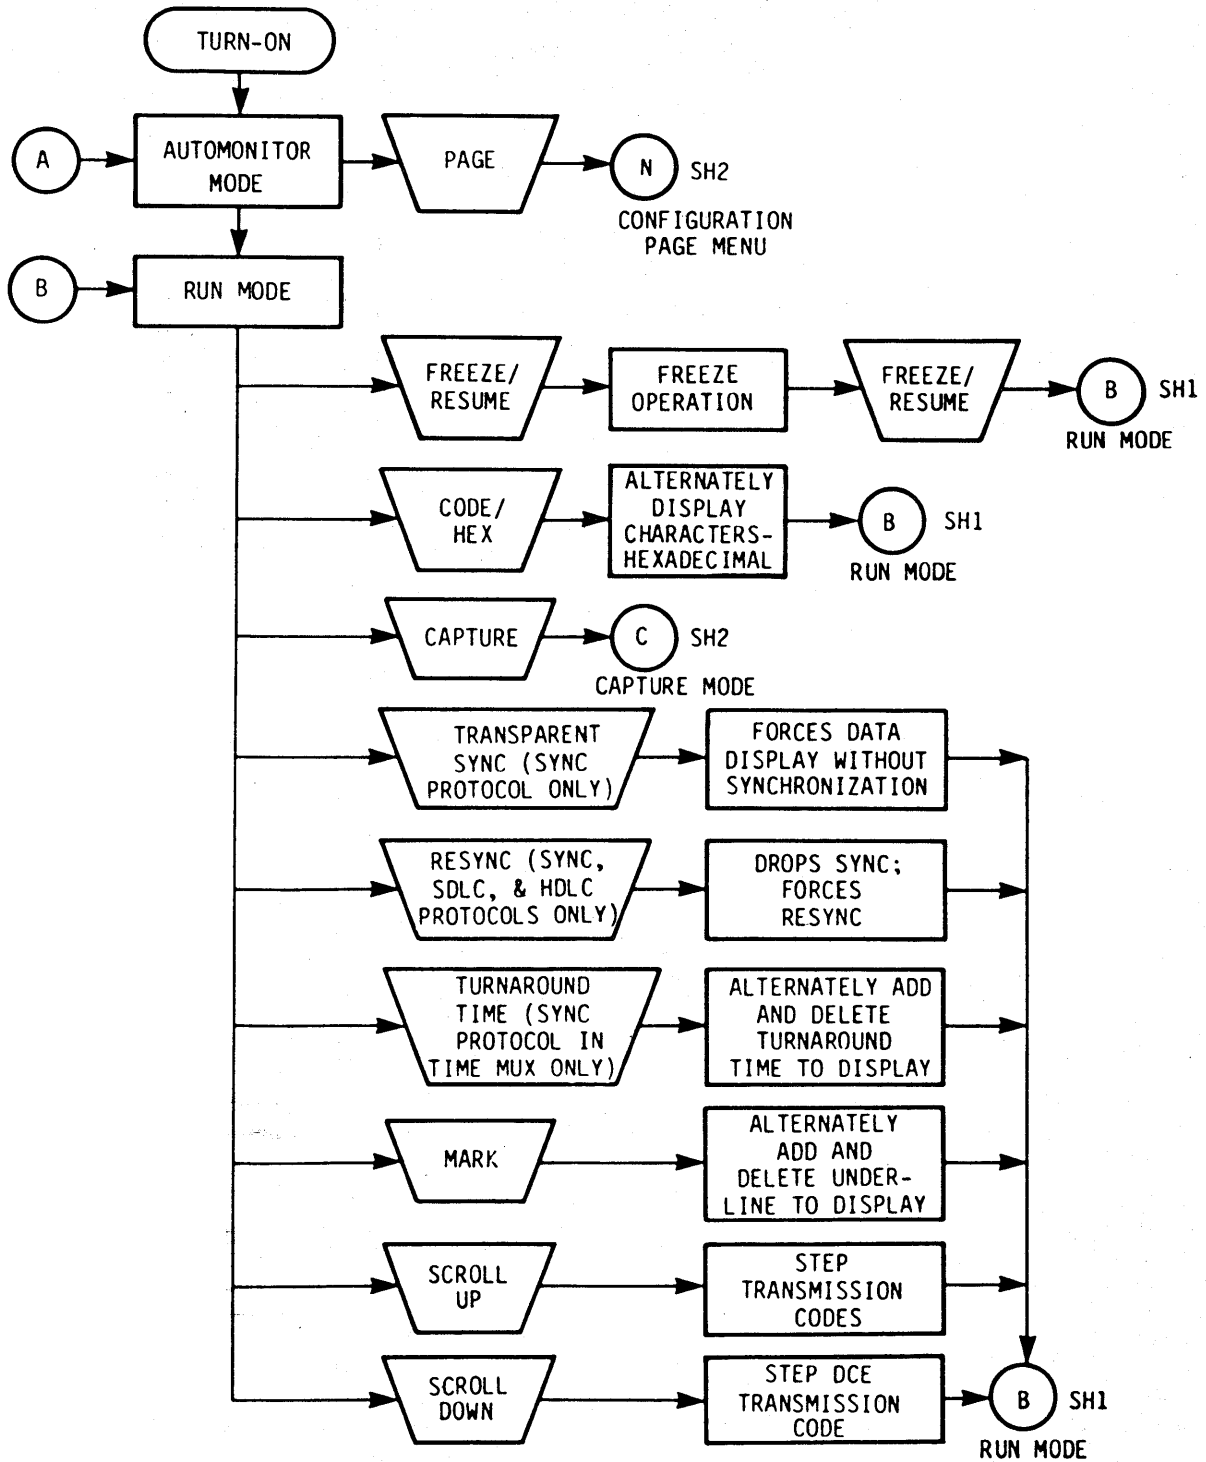 TURN-ON
A
AUTOMONITOR
MODE
PAGE
N
SH2
CONFIGURATION
PAGE MENU
B
RUN MODE
FREEZE/
RESUME
FREEZE
OPERATION
FREEZE/
RESUME
B
SH1
RUN MODE
CODE/
HEX
ALTERNATELY
DISPLAY
CHARACTERS-
HEXADECIMAL
B
SH1
RUN MODE
CAPTURE
C
SH2
CAPTURE MODE
TRANSPARENT
SYNC (SYNC
PROTOCOL ONLY)
FORCES DATA
DISPLAY WITHOUT
SYNCHRONIZATION
RESYNC (SYNC,
SDLC, & HDLC
PROTOCOLS ONLY)
DROPS SYNC;
FORCES
RESYNC
TURNAROUND
TIME (SYNC
PROTOCOL IN
TIME MUX ONLY)
ALTERNATELY ADD
AND DELETE
TURNAROUND
TIME TO DISPLAY
MARK
ALTERNATELY
ADD AND
DELETE UNDER-
LINE TO DISPLAY
SCROLL
UP
STEP
TRANSMISSION
CODES
SCROLL
DOWN
STEP DCE
TRANSMISSION
CODE
B
SH1
RUN MODE